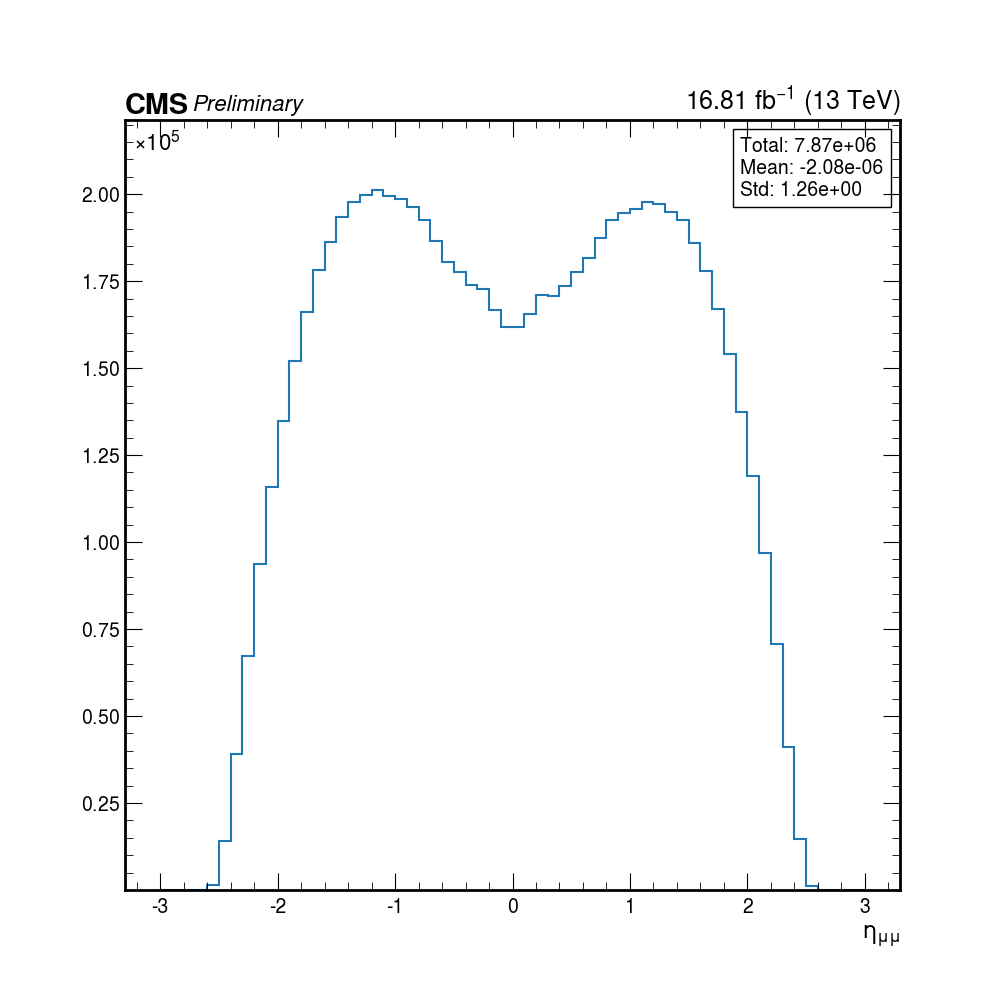 CMS Preliminary
16.81 fb⁻¹ (13 TeV)
×10⁵
Total: 7.87e+06
Mean: -2.08e-06
Std: 1.26e+00
2.00
1.75
1.50
1.25
1.00
0.75
0.50
0.25
-3 -2 -1 0 1 2 3
ημμ